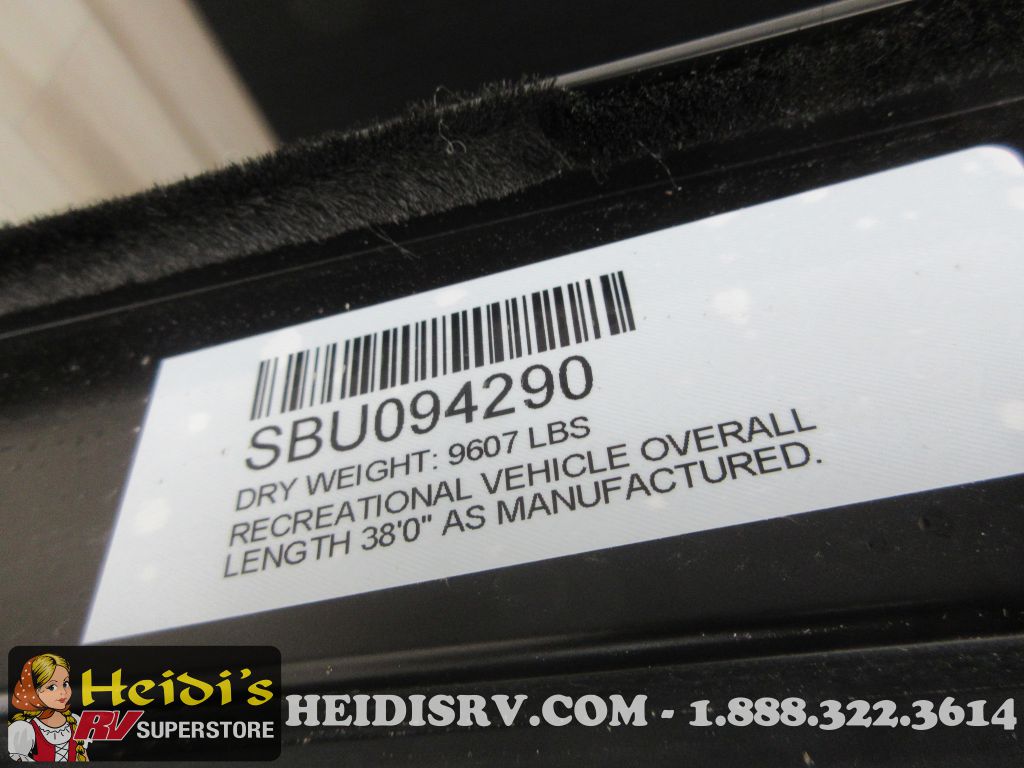 SBU094290
DRY WEIGHT: 9607 LBS
RECREATIONAL VEHICLE OVERALL
LENGTH 38'0" AS MANUFACTURED.
Heidi's
RV SUPERSTORE
HEIDISRV.COM - 1.888.322.3614